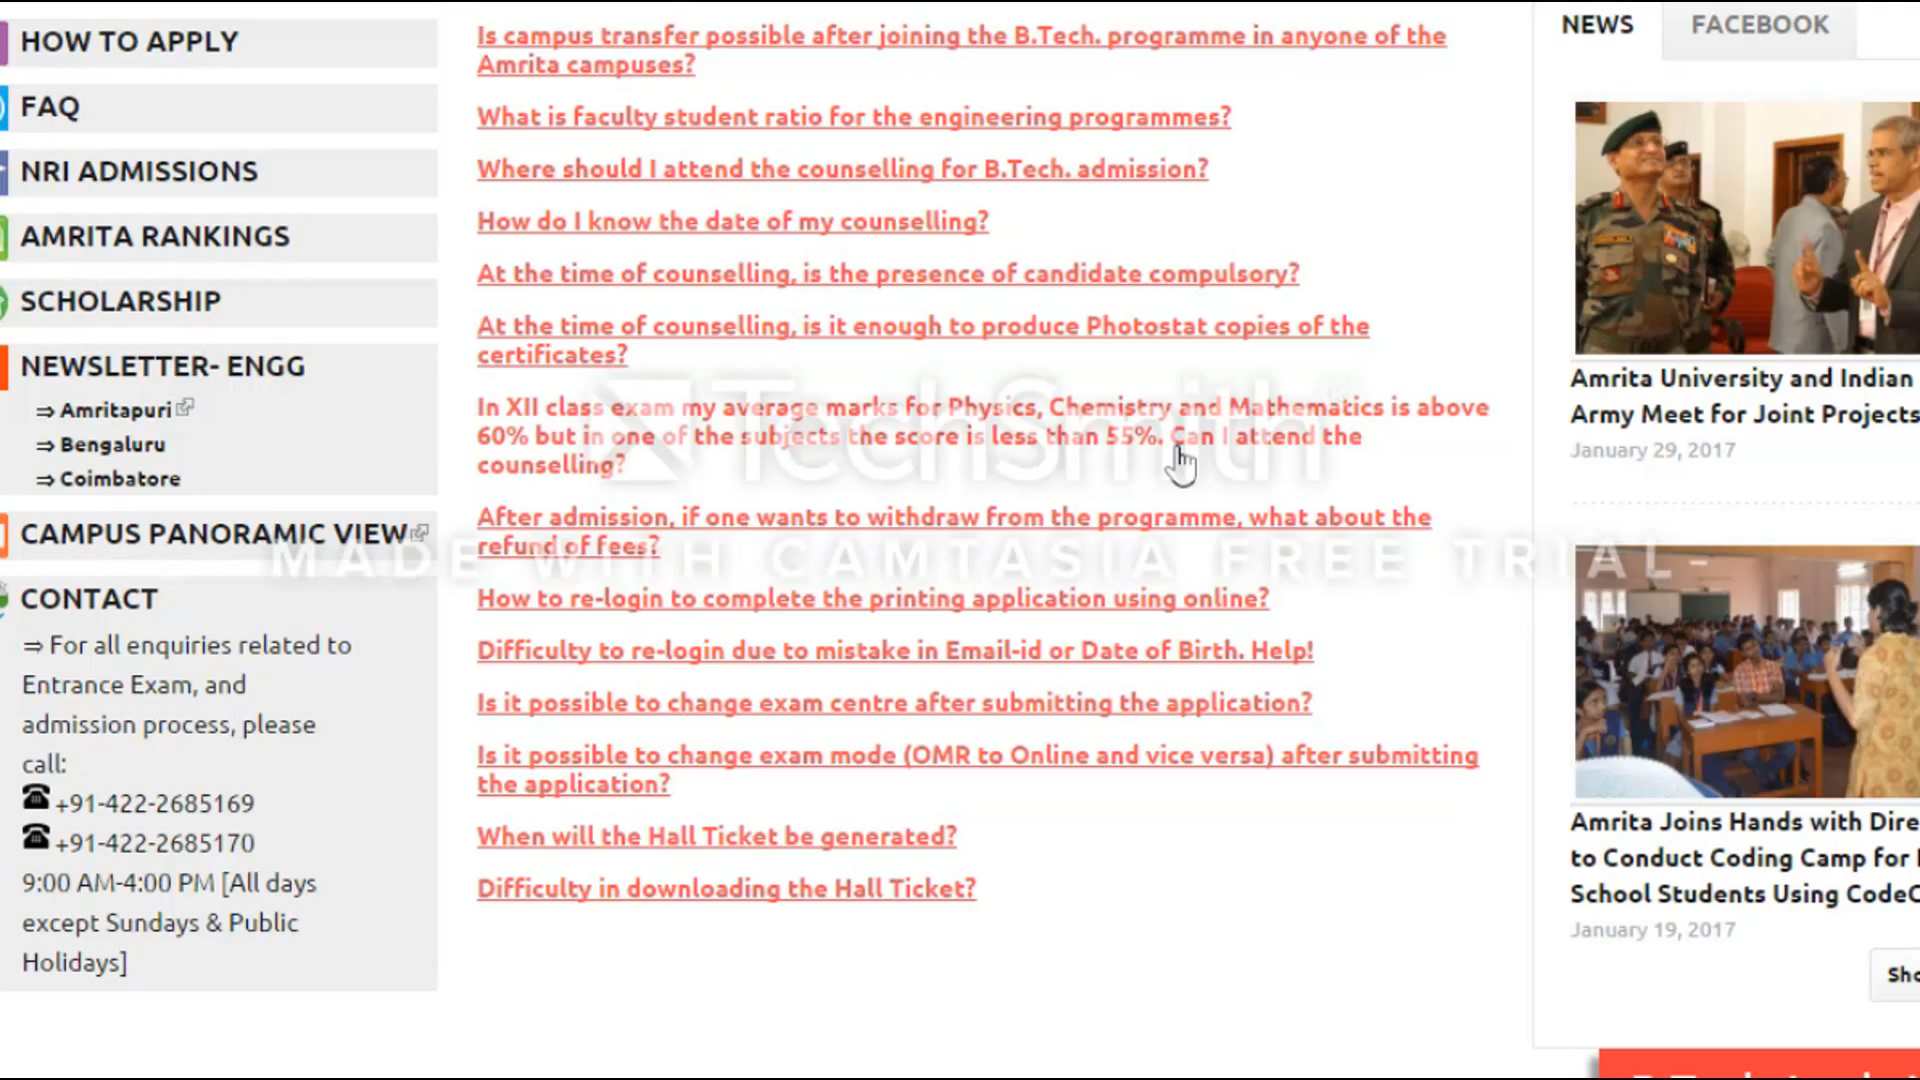 HOW TO APPLY
FAQ
NRI ADMISSIONS
AMRITA RANKINGS
SCHOLARSHIP
NEWSLETTER- ENGG
⇒ Amritapuri
⇒ Bengaluru
⇒ Coimbatore
CAMPUS PANORAMIC VIEW
CONTACT
⇒ For all enquiries related to
Entrance Exam, and
admission process, please
call:
+91-422-2685169
+91-422-2685170
9:00 AM-4:00 PM [All days
except Sundays & Public
Holidays]
Is campus transfer possible after joining the B.Tech. programme in anyone of the
Amrita campuses?
What is faculty student ratio for the engineering programmes?
Where should I attend the counselling for B.Tech. admission?
How do I know the date of my counselling?
At the time of counselling, is the presence of candidate compulsory?
At the time of counselling, is it enough to produce Photostat copies of the
certificates?
In XII class exam my average marks for Physics, Chemistry and Mathematics is above
60% but in one of the subjects the score is less than 55%. Can I attend the
counselling?
After admission, if one wants to withdraw from the programme, what about the
refund of fees?
How to re-login to complete the printing application using online?
Difficulty to re-login due to mistake in Email-id or Date of Birth. Help!
Is it possible to change exam centre after submitting the application?
Is it possible to change exam mode (OMR to Online and vice versa) after submitting
the application?
When will the Hall Ticket be generated?
Difficulty in downloading the Hall Ticket?
TechSmith
MADE WITH CAMTASIA FREE TRIAL
NEWS
FACEBOOK
Amrita University and Indian
Army Meet for Joint Projects
January 29, 2017
Amrita Joins Hands with Dire
to Conduct Coding Camp for
School Students Using CodeC
January 19, 2017
Sho